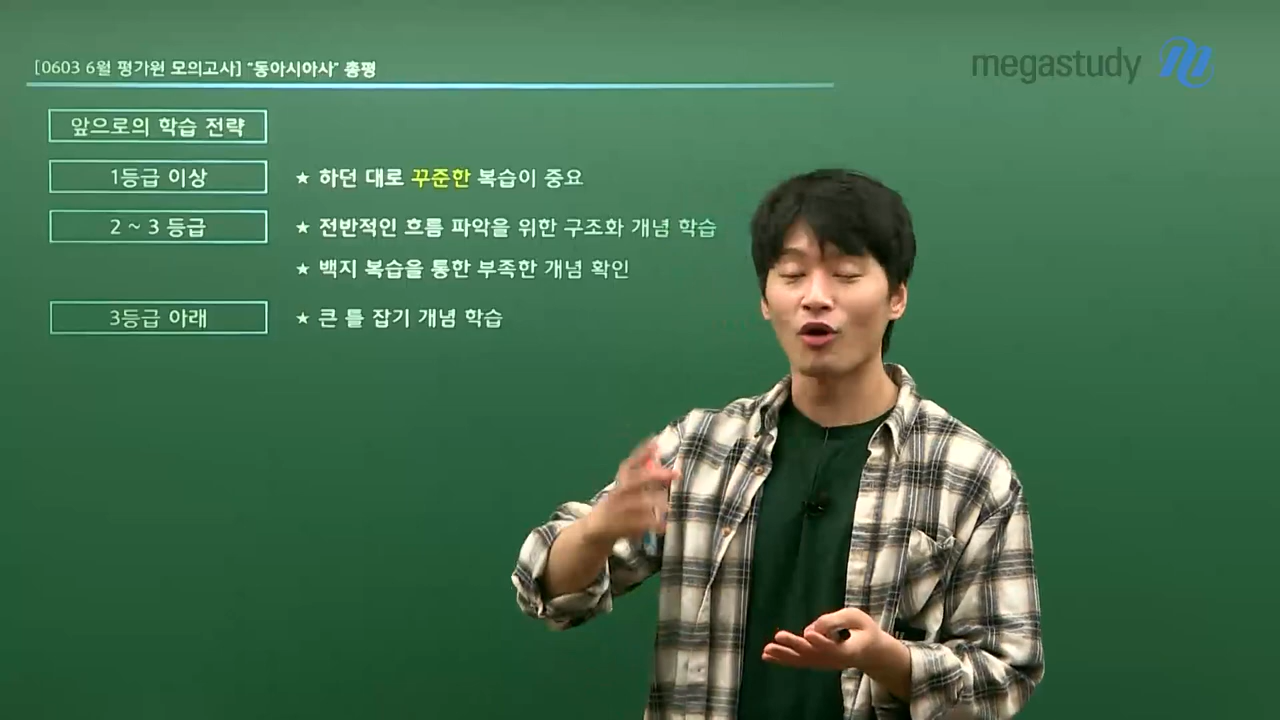 [0603 6월 평가원 모의고사] “동아시아사” 총평
megastudy
앞으로의 학습 전략
1등급 이상 ★ 하던 대로 꾸준한 복습이 중요
2 ~ 3 등급 ★ 전반적인 흐름 파악을 위한 구조화 개념 학습
★ 백지 복습을 통한 부족한 개념 확인
3등급 아래 ★ 큰 틀 잡기 개념 학습